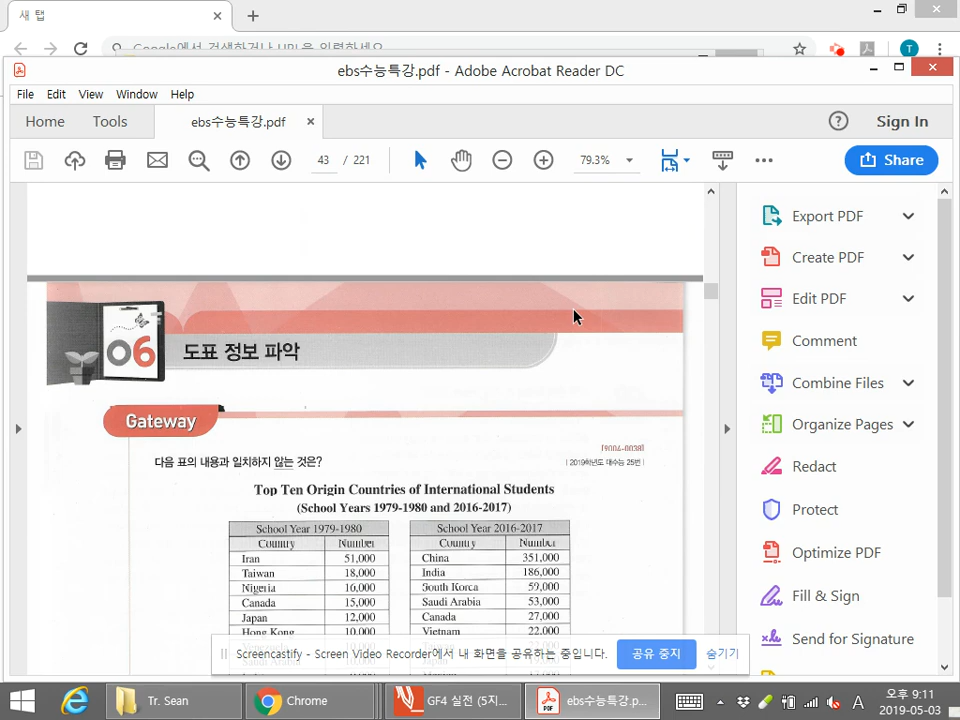 새 탭
Google에서 검색하거나 URL을 입력하세요
T
ebs수능특강.pdf - Adobe Acrobat Reader DC
File Edit View Window Help
Home Tools ebs수능특강.pdf × Sign In
43 / 221 79.3% Share
Export PDF
Create PDF
Edit PDF
Comment
Combine Files
Organize Pages
Redact
Protect
Optimize PDF
Fill & Sign
Send for Signature
06 도표 정보 파악
Gateway
[9004-0038]
다음 표의 내용과 일치하지 않는 것은?
| 2019학년도 대수능 25번 |
Top Ten Origin Countries of International Students
(School Years 1979-1980 and 2016-2017)
School Year 1979-1980 School Year 2016-2017
Country Number Country Number
Iran 51,000 China 351,000
Taiwan 18,000 India 186,000
Nigeria 16,000 South Korea 59,000
Canada 15,000 Saudi Arabia 53,000
Japan 12,000 Canada 27,000
Hong Kong 10,000 Vietnam 22,000
Screencastify - Screen Video Recorder에서 내 화면을 공유하는 중입니다. 공유 중지 숨기기
Tr. Sean Chrome GF4 실전 (5지... ebs수능특강.p... A 오후 9:11
2019-05-03